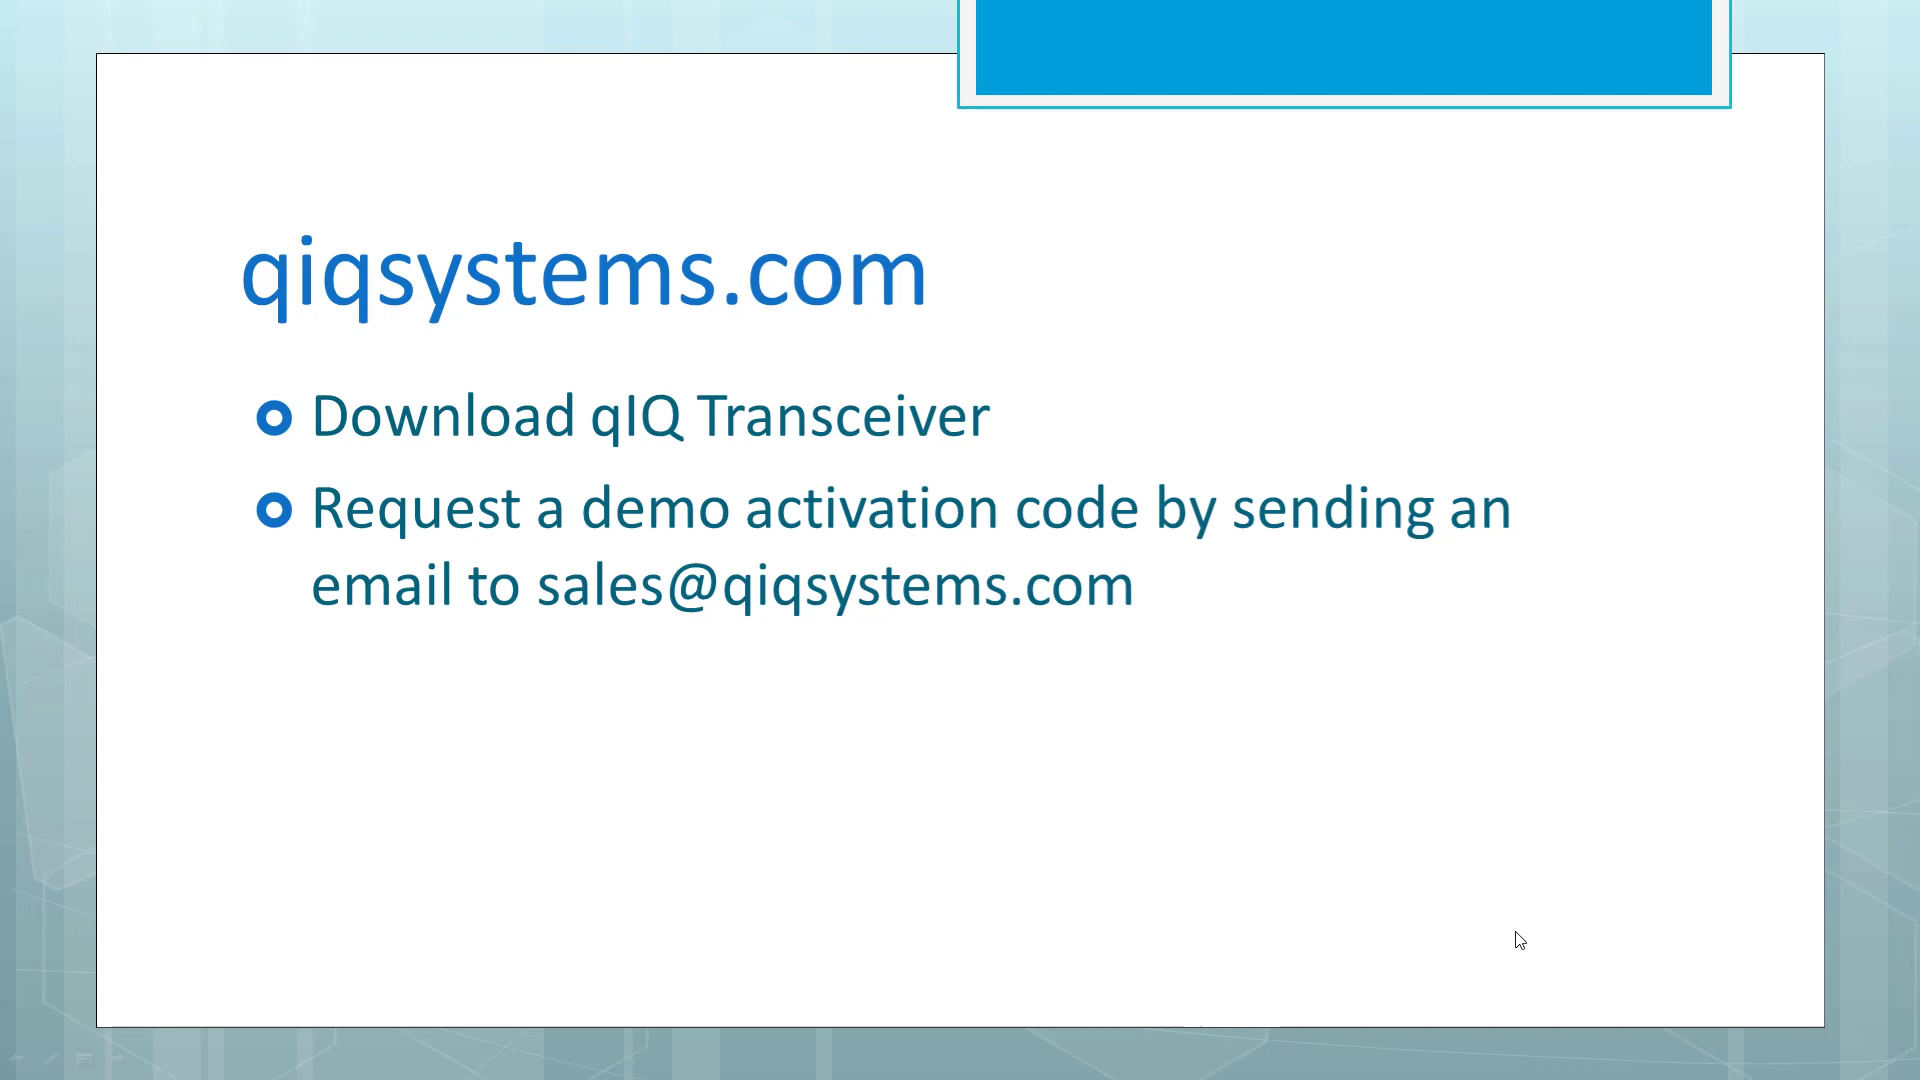 qiqsystems.com
Download qIQ Transceiver
Request a demo activation code by sending an
email to sales@qiqsystems.com